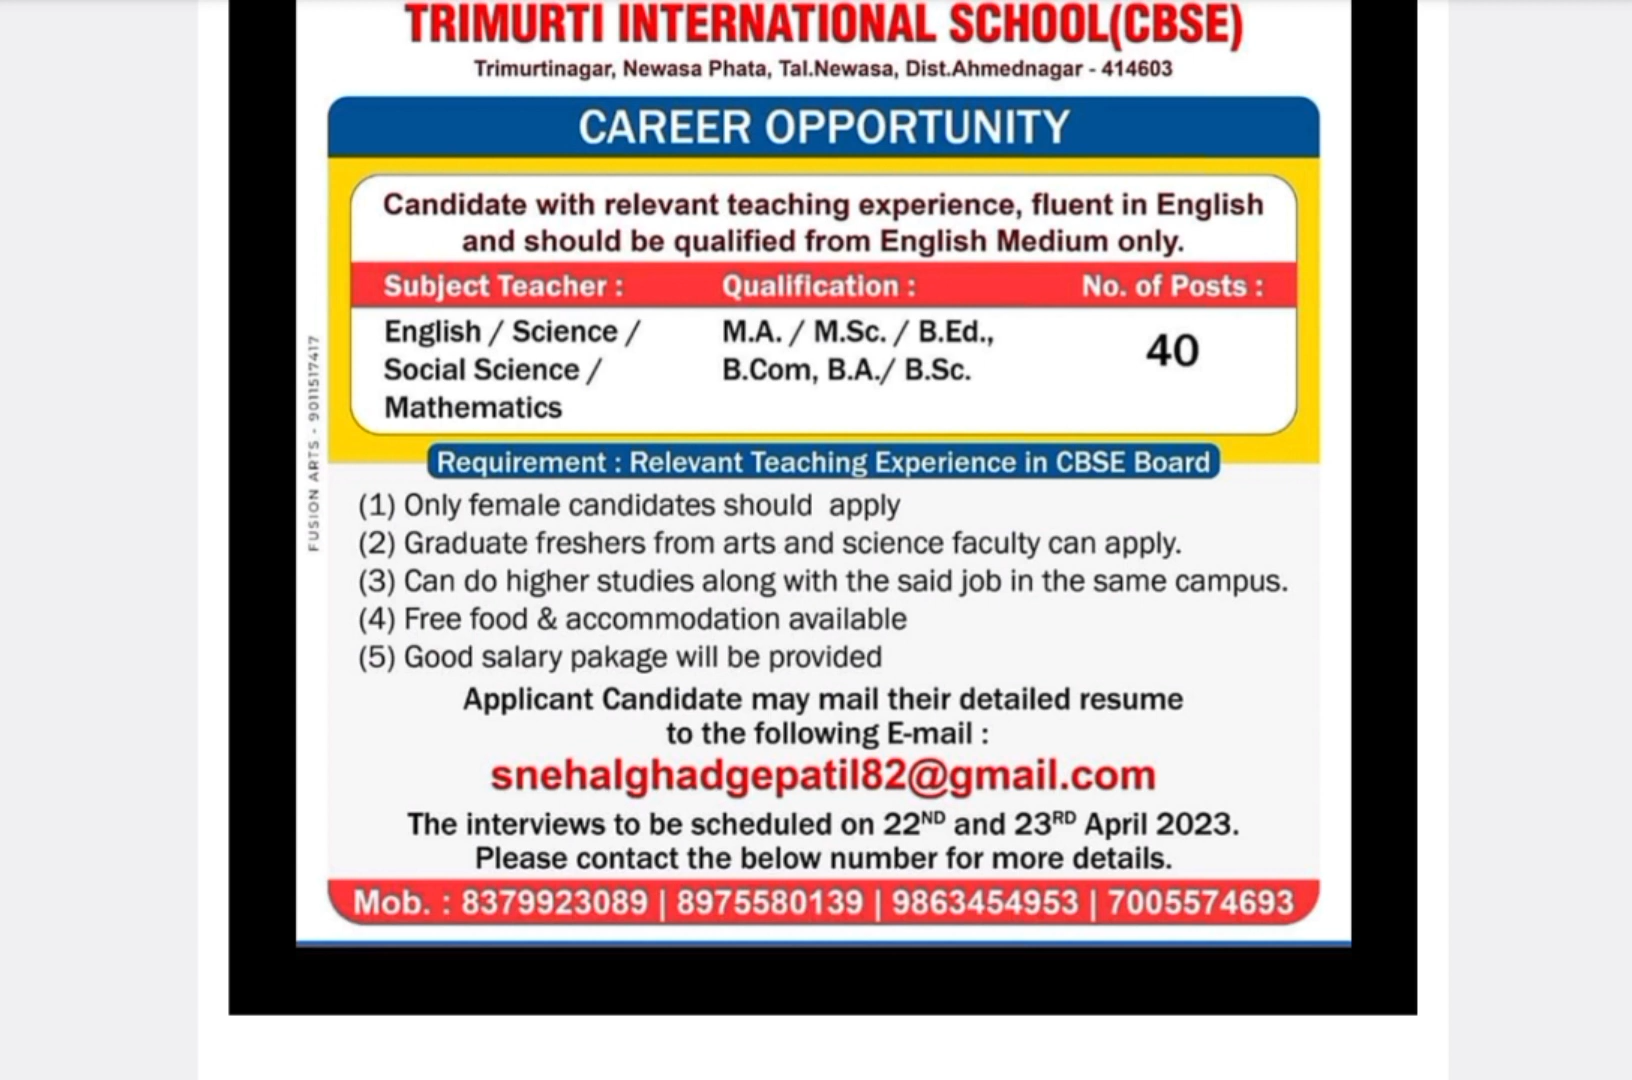 TRIMURTI INTERNATIONAL SCHOOL(CBSE)
Trimurtinagar, Newasa Phata, Tal.Newasa, Dist.Ahmednagar - 414603
CAREER OPPORTUNITY
Candidate with relevant teaching experience, fluent in English
and should be qualified from English Medium only.
Subject Teacher : Qualification : No. of Posts :
English / Science / M.A. / M.Sc. / B.Ed., 40
Social Science / B.Com, B.A./ B.Sc.
Mathematics
FUSION ARTS - 9011517417
Requirement : Relevant Teaching Experience in CBSE Board
(1) Only female candidates should apply
(2) Graduate freshers from arts and science faculty can apply.
(3) Can do higher studies along with the said job in the same campus.
(4) Free food & accommodation available
(5) Good salary pakage will be provided
Applicant Candidate may mail their detailed resume
to the following E-mail :
snehalghadgepatil82@gmail.com
The interviews to be scheduled on 22ND and 23RD April 2023.
Please contact the below number for more details.
Mob. : 8379923089 | 8975580139 | 9863454953 | 7005574693